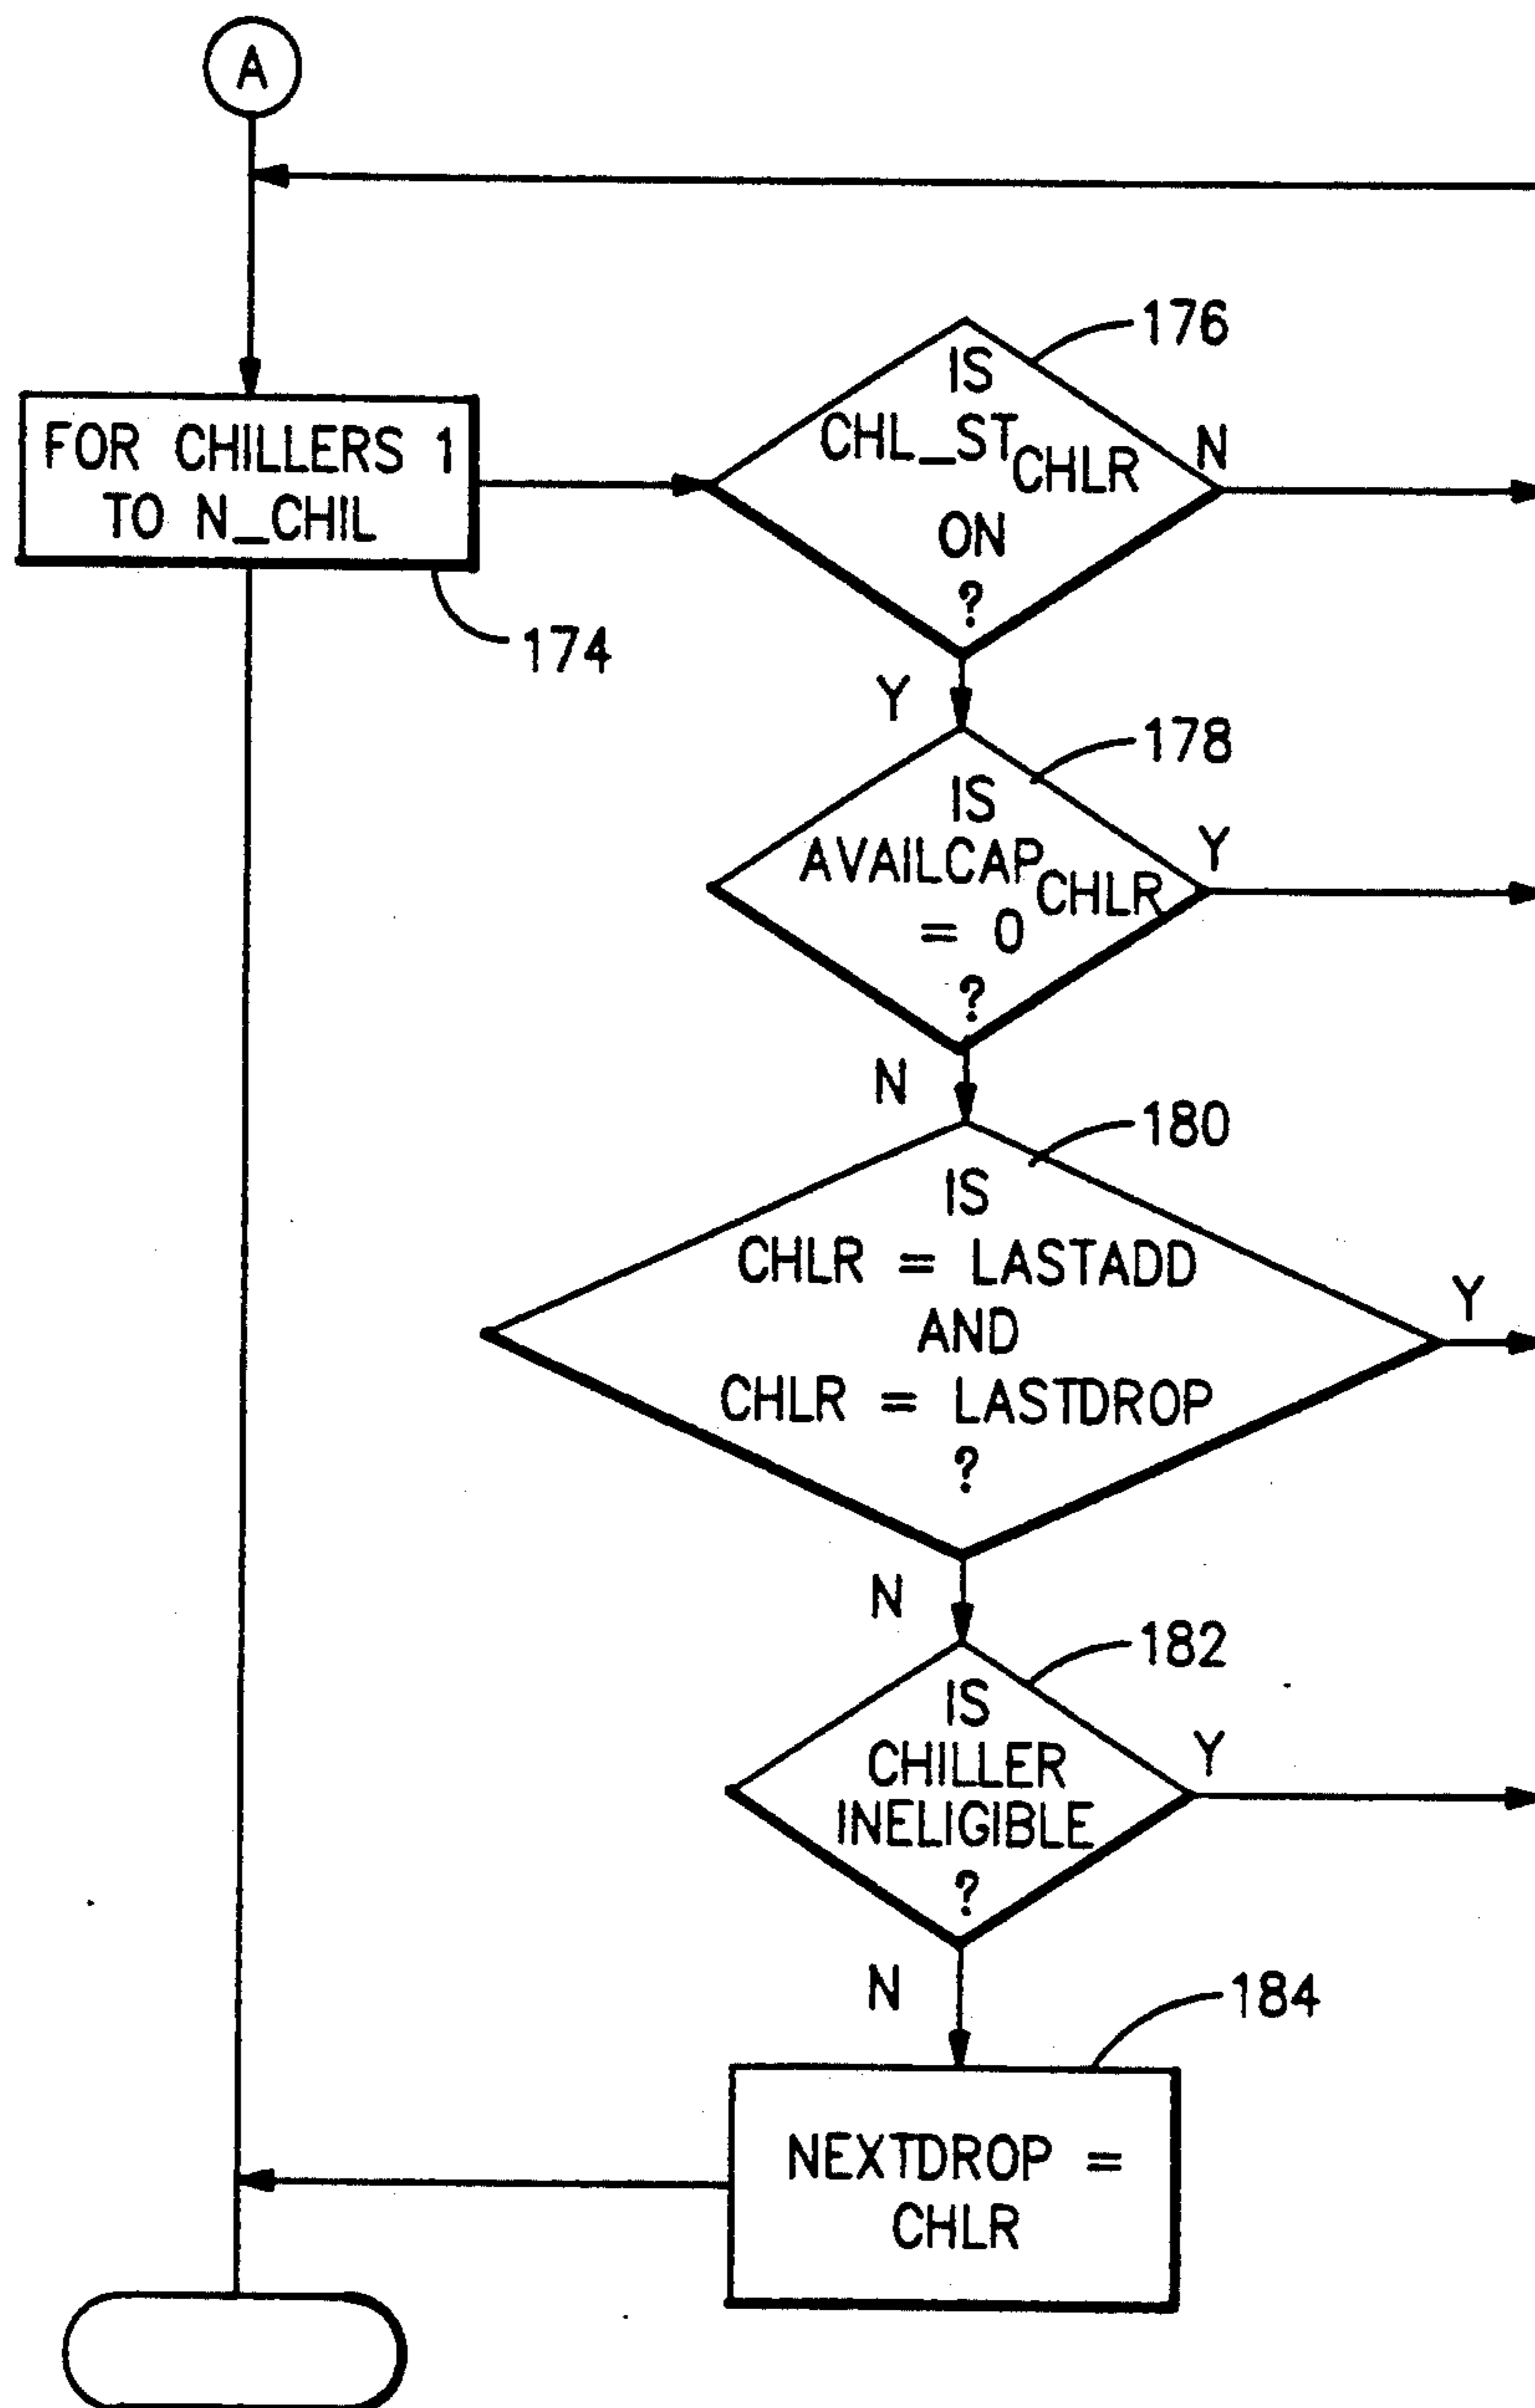 A
FOR CHILLERS 1
TO N_CHIL
174
176
IS
CHL_ST CHLR
ON
?
N
Y
178
IS
AVAILCAP CHLR
= 0
?
Y
N
180
IS
CHLR = LASTADD
AND
CHLR = LASTDROP
?
Y
N
182
IS
CHILLER
INELIGIBLE
?
Y
N
184
NEXTDROP =
CHLR